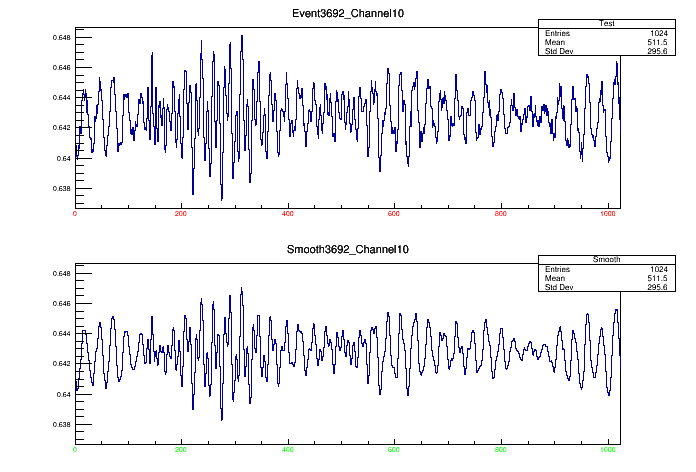 Event3692_Channel10
Test
Entries 1024
Mean 511.5
Std Dev 295.6
0.648
0.646
0.644
0.642
0.64
0.638
0 200 400 600 800 1000
Smooth3692_Channel10
Smooth
Entries 1024
Mean 511.5
Std Dev 295.6
0.648
0.646
0.644
0.642
0.64
0.638
0 200 400 600 800 1000